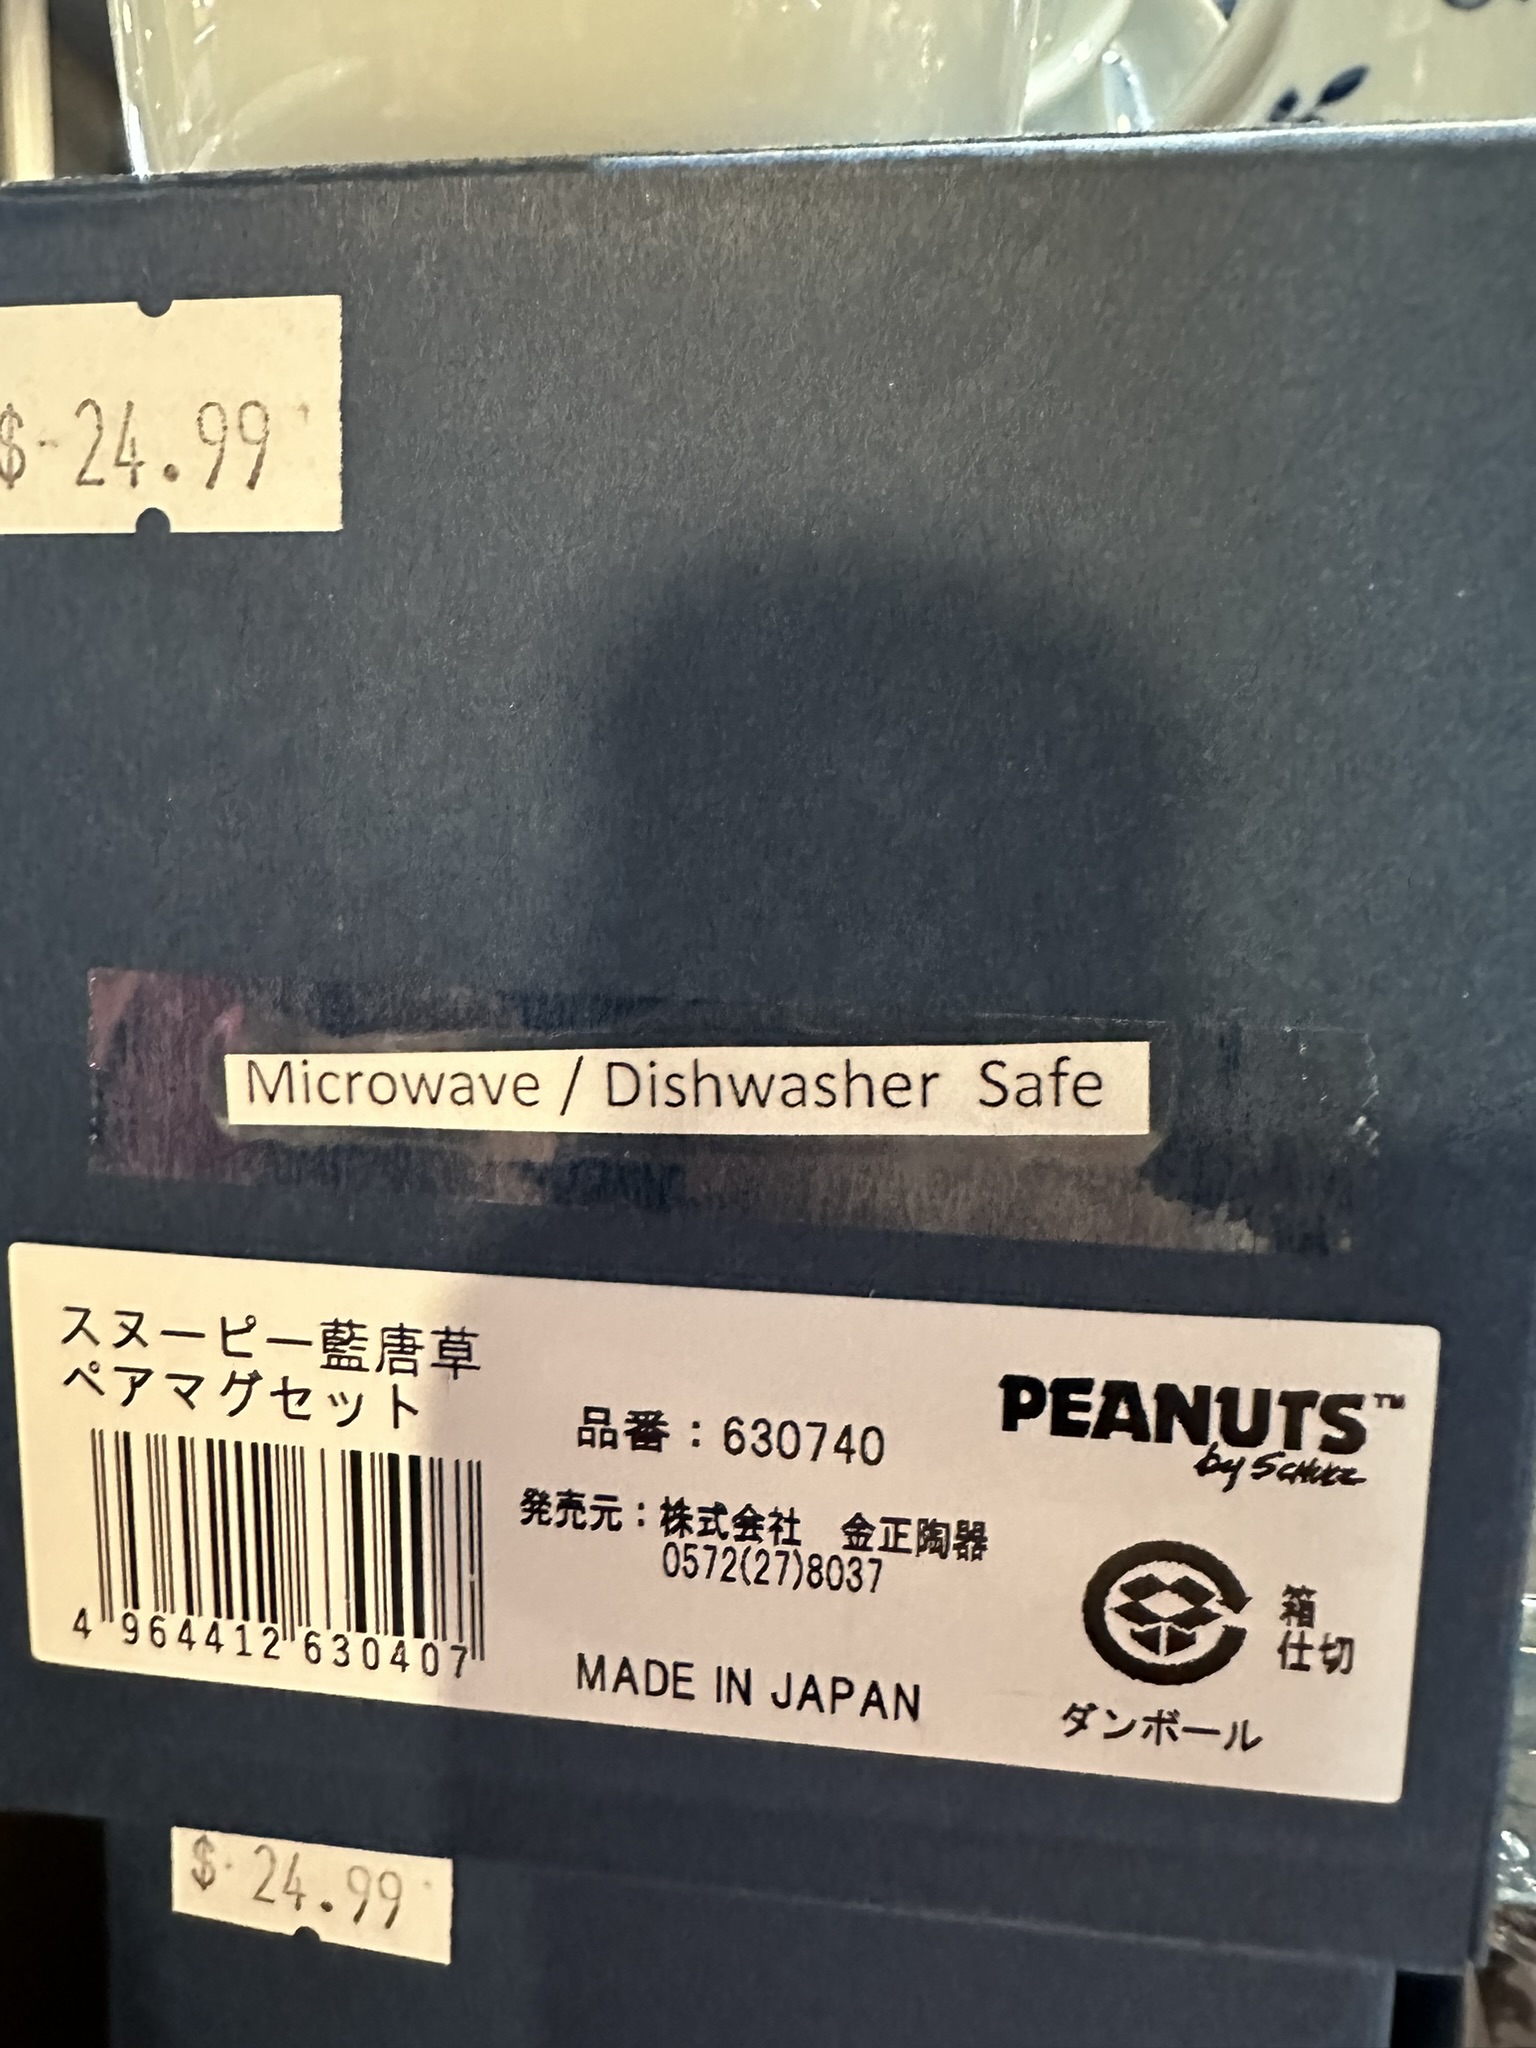 $ 24.99
Microwave / Dishwasher Safe
スヌーピー藍唐草
ペアマグセット
4 964412 630407
品番：630740
発売元：株式会社 金正陶器
0572(27)8037
MADE IN JAPAN
PEANUTS™
by SCHULZ
箱
仕切
ダンボール
$ 24.99